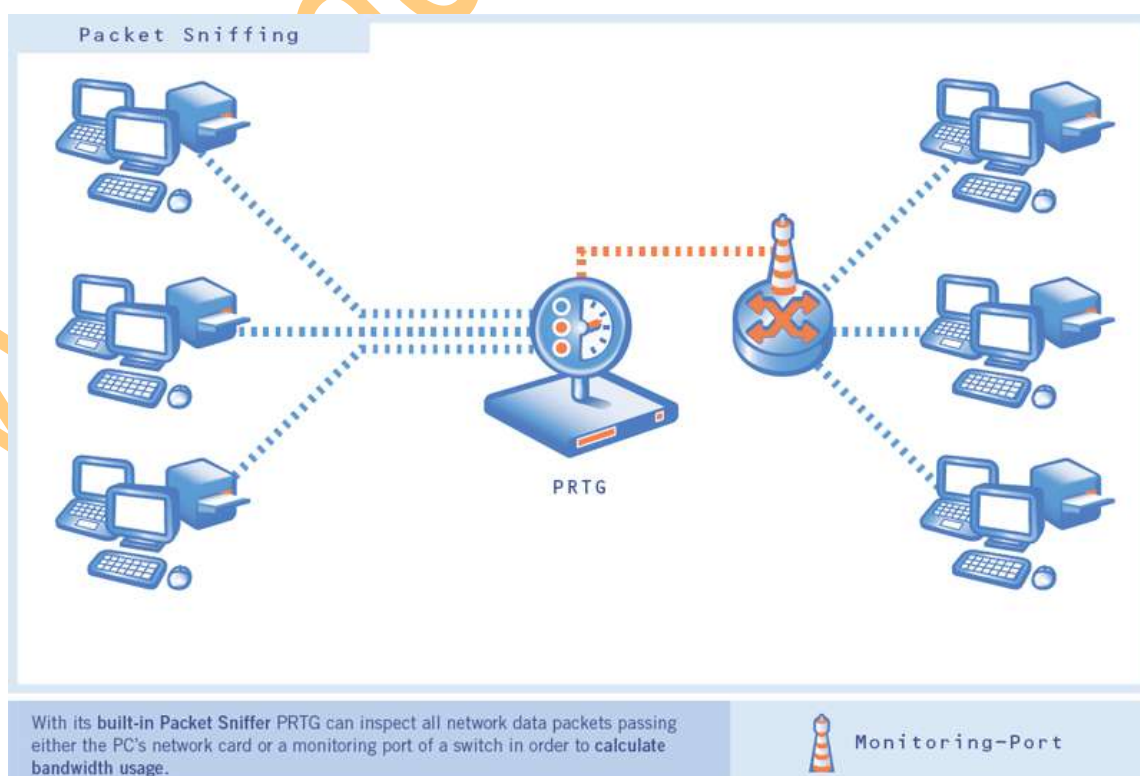 Packet Sniffing
PRTG
With its built-in Packet Sniffer PRTG can inspect all network data packets passing
either the PC's network card or a monitoring port of a switch in order to calculate
bandwidth usage.
Monitoring-Port